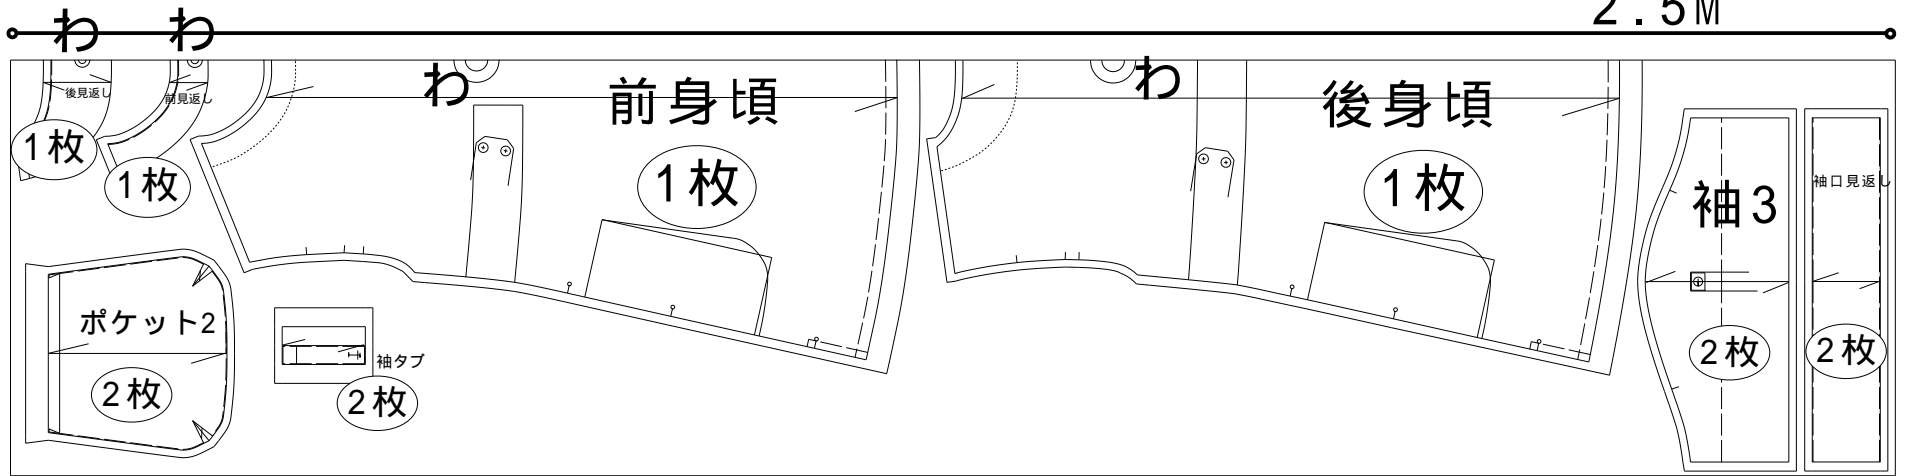 2.5M
わ
わ
わ
わ
後見返し
前見返し
前身頃
後身頃
1枚
1枚
1枚
1枚
袖3
袖口見返し
ポケット2
袖タブ
2枚
2枚
2枚
2枚